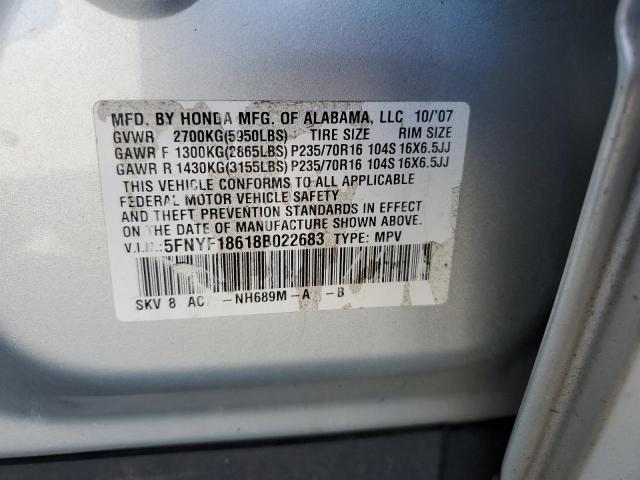 MFD. BY HONDA MFG. OF ALABAMA, LLC 10/'07
GVWR 2700KG(5950LBS) TIRE SIZE RIM SIZE
GAWR F 1300KG(2865LBS) P235/70R16 104S 16X6.5JJ
GAWR R 1430KG(3155LBS) P235/70R16 104S 16X6.5JJ
THIS VEHICLE CONFORMS TO ALL APPLICABLE
FEDERAL MOTOR VEHICLE SAFETY
AND THEFT PREVENTION STANDARDS IN EFFECT
ON THE DATE OF MANUFACTURE SHOWN ABOVE.
V.I.N.:5FNYF18618B022683 TYPE: MPV
SKV 8 AC -NH689M-A -B